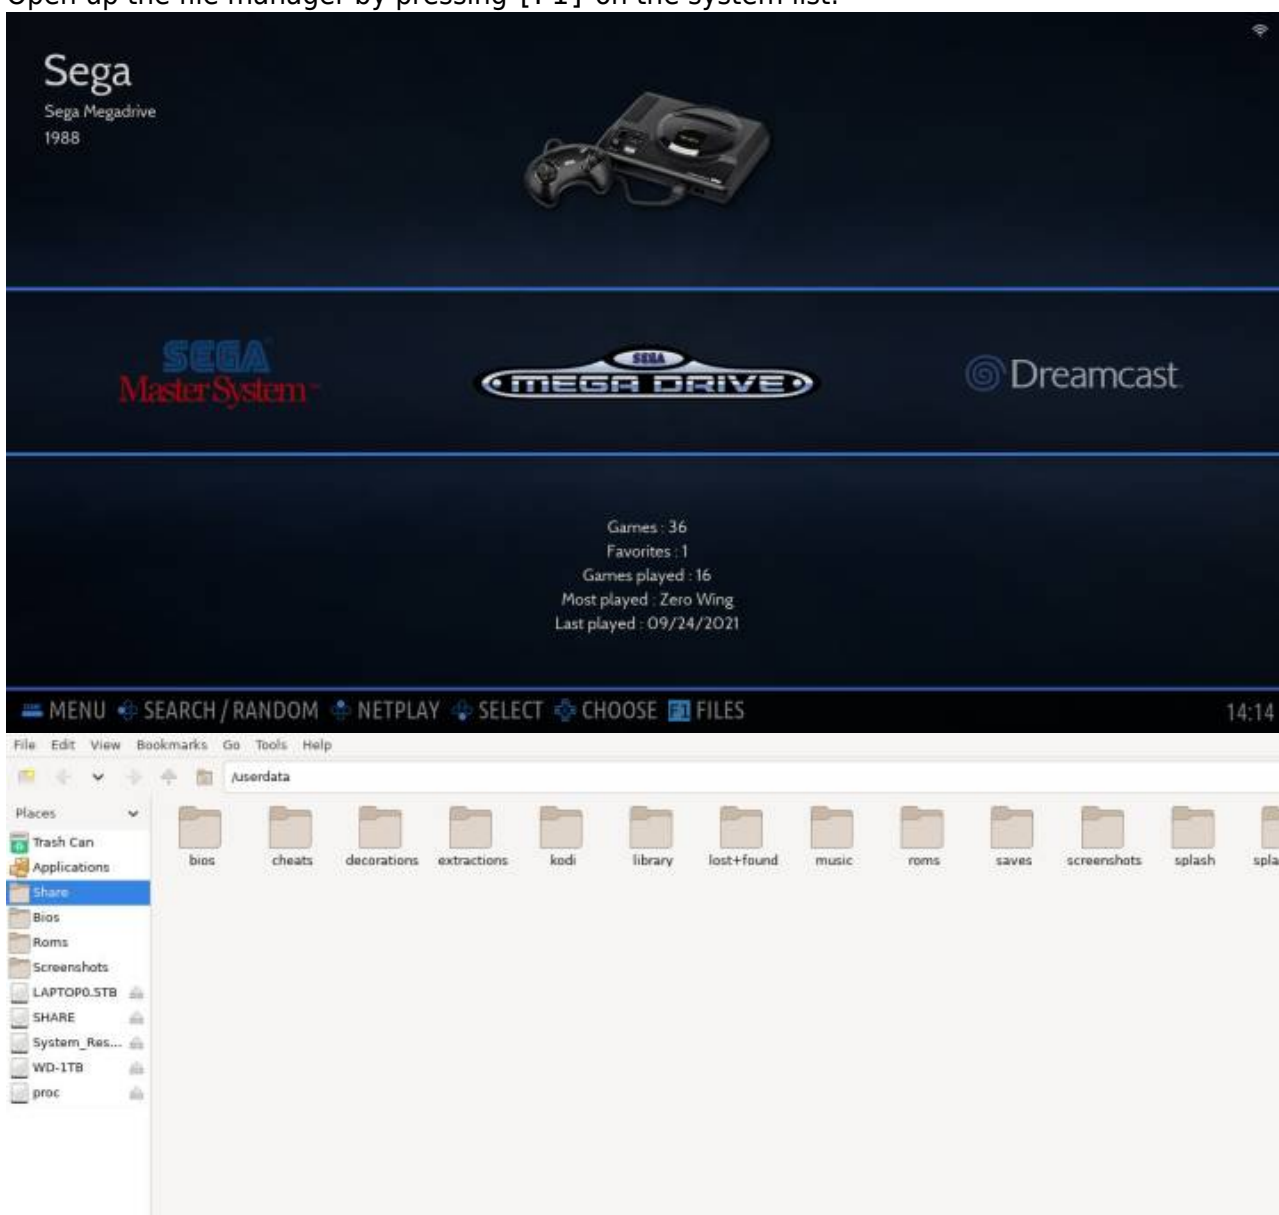 Open up the file manager by pressing [F1] on the system list.
Sega
Sega Megadrive
1988
SEGA
Master System
SEGA
MEGA DRIVE
Dreamcast
Games : 36
Favorites : 1
Games played : 16
Most played : Zero Wing
Last played : 09/24/2021
MENU SEARCH / RANDOM NETPLAY SELECT CHOOSE F1 FILES 14:14
File Edit View Bookmarks Go Tools Help
/userdata
Places
Trash Can
Applications
Share
Bios
Roms
Screenshots
LAPTOP0.5TB
SHARE
System_Res...
WD-1TB
proc
bios cheats decorations extractions kodi library lost+found music roms saves screenshots splash spla